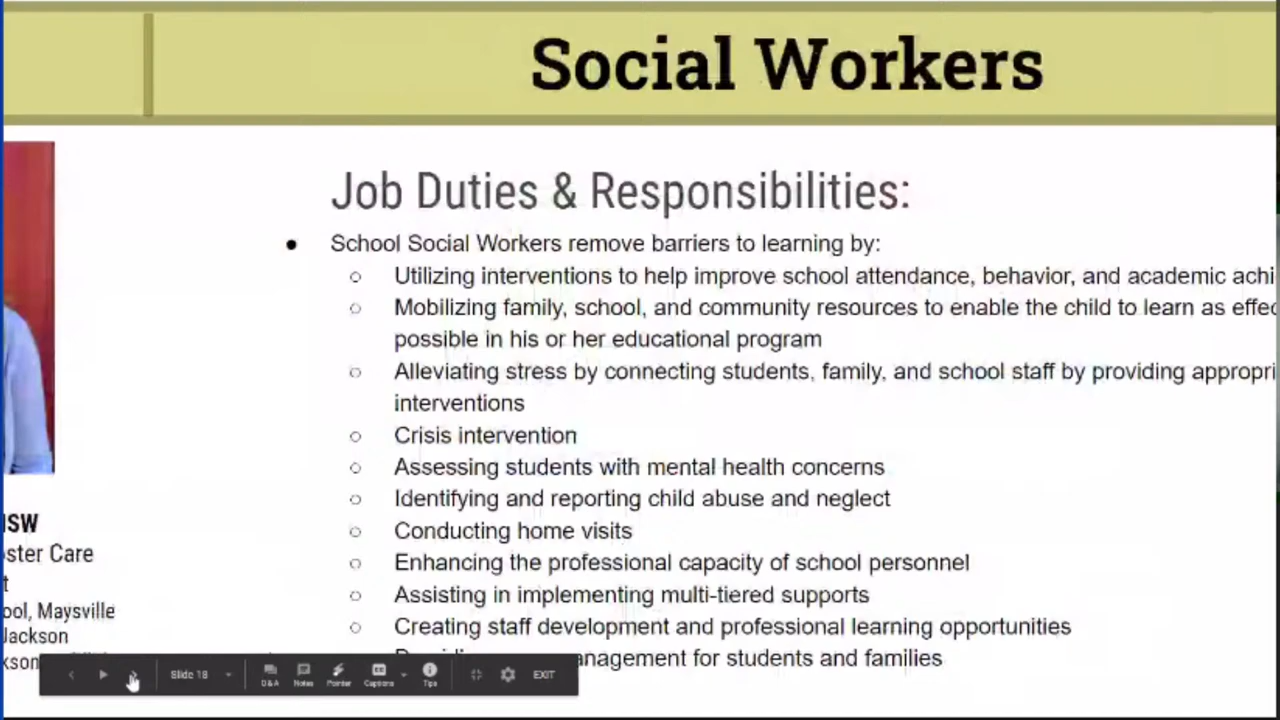 Social Workers
Job Duties & Responsibilities:
● School Social Workers remove barriers to learning by:
○ Utilizing interventions to help improve school attendance, behavior, and academic achi
○ Mobilizing family, school, and community resources to enable the child to learn as effec
possible in his or her educational program
○ Alleviating stress by connecting students, family, and school staff by providing appropri
interventions
○ Crisis intervention
○ Assessing students with mental health concerns
○ Identifying and reporting child abuse and neglect
○ Conducting home visits
○ Enhancing the professional capacity of school personnel
○ Assisting in implementing multi-tiered supports
○ Creating staff development and professional learning opportunities
anagement for students and families
SW
ster Care
t
ool, Maysville
Jackson
kson
Slide 18 Q&A Notes Pointer Captions Tips EXIT